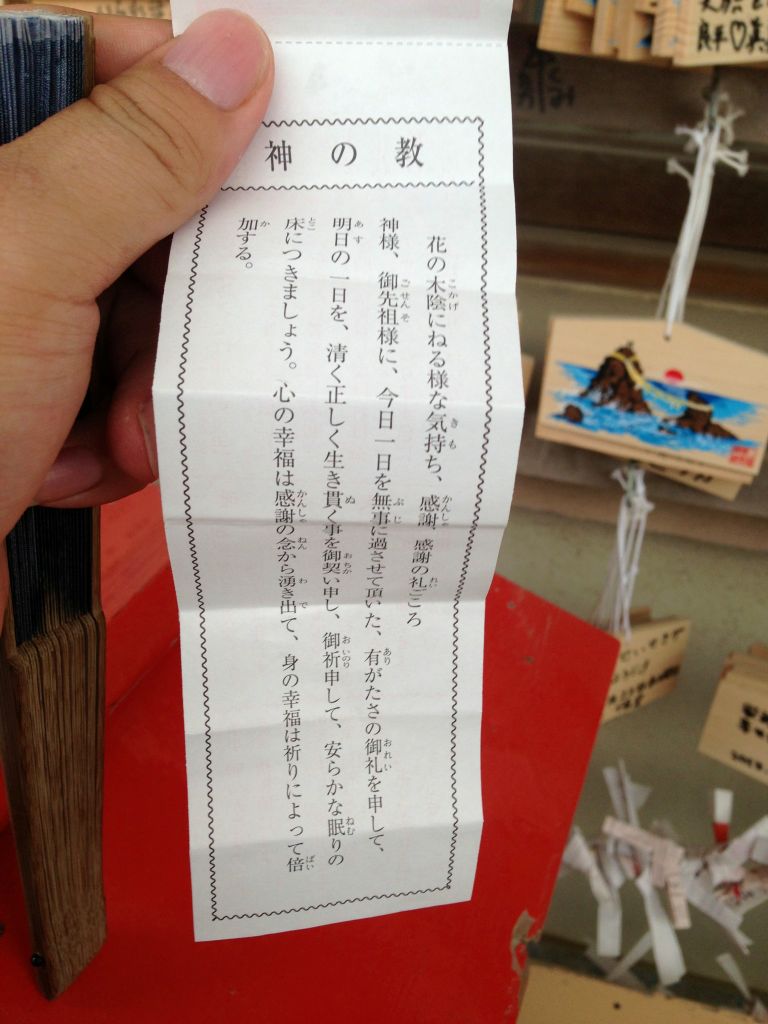 神の教
花の木陰にねる様な気持ち、感謝、感謝の礼ごころ
神様、御先祖様に、今日一日を無事に過させて頂いた、有がたさの御礼を申して、
明日の一日を、清く正しく生き貫く事を御契い申し、御祈申して、安らかな眠りの
床につきましょう。心の幸福は感謝の念から湧き出て、身の幸福は祈りによって倍
加する。